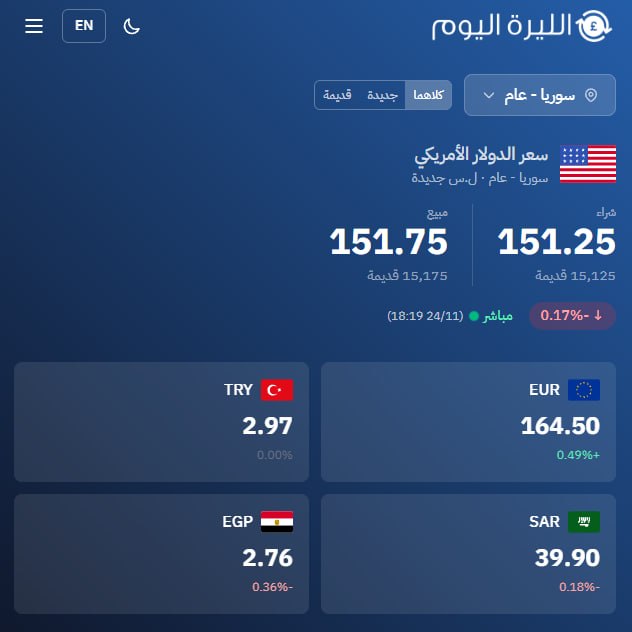 الليرة اليوم
EN
سوريا - عام
كلاهما جديدة قديمة
سعر الدولار الأمريكي
سوريا - عام · ل.س جديدة
شراء
151.25
15,125 قديمة
مبيع
151.75
15,175 قديمة
↓ -0.17%
مباشر (18:19 24/11)
EUR
164.50
+0.49%
TRY
2.97
0.00%
SAR
39.90
-0.18%
EGP
2.76
-0.36%